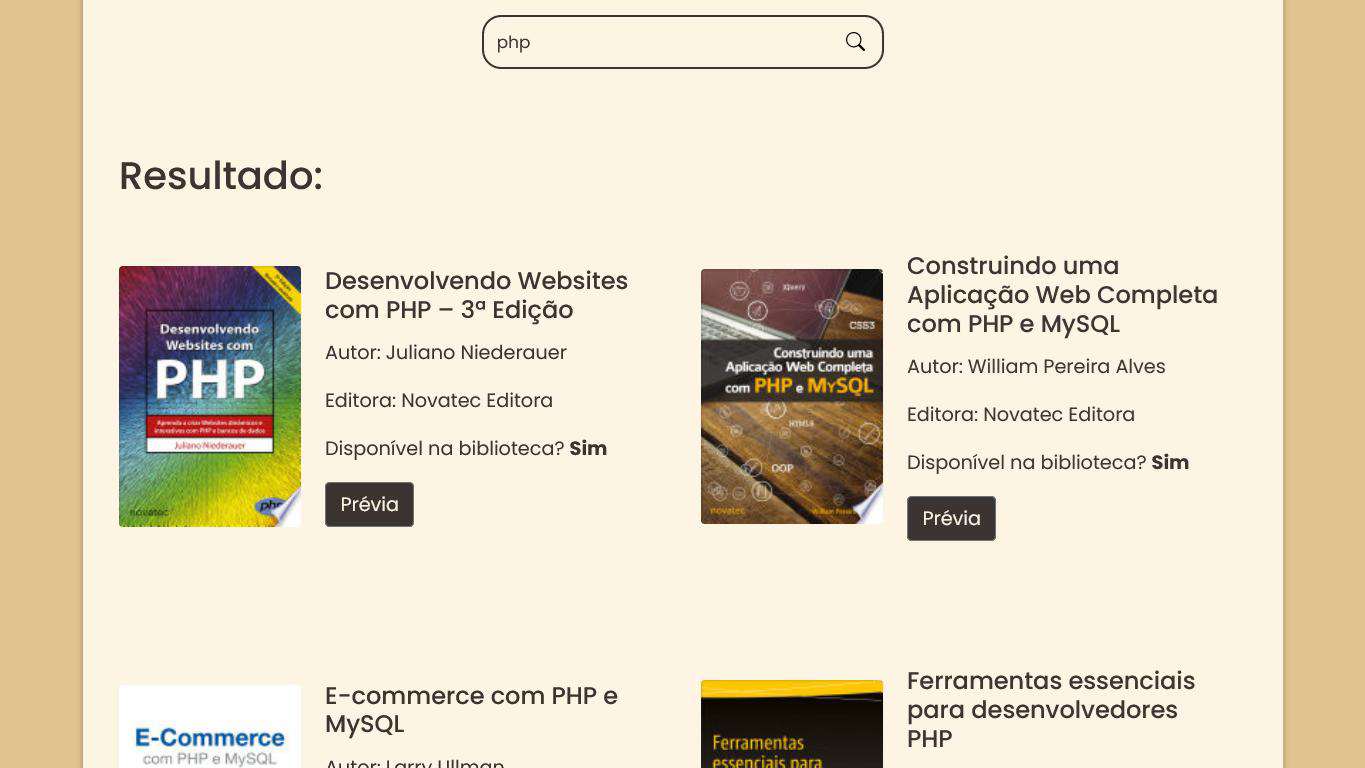 php
Resultado:
Desenvolvendo
Websites com
PHP
Aprenda a criar Websites dinâmicos e
interativos com PHP e bancos de dados
Juliano Niederauer
novatec
php
Desenvolvendo Websites
com PHP – 3ª Edição
Autor: Juliano Niederauer
Editora: Novatec Editora
Disponível na biblioteca? Sim
Prévia
jQuery
CSS3
Construindo uma
Aplicação Web Completa
com PHP e MySQL
HTML5
OOP
novatec
Construindo uma
Aplicação Web Completa
com PHP e MySQL
Autor: William Pereira Alves
Editora: Novatec Editora
Disponível na biblioteca? Sim
Prévia
E-Commerce
com PHP e MySQL
E-commerce com PHP e
MySQL
Autor: Larry Ullman
Ferramentas
essenciais para
Ferramentas essenciais
para desenvolvedores
PHP